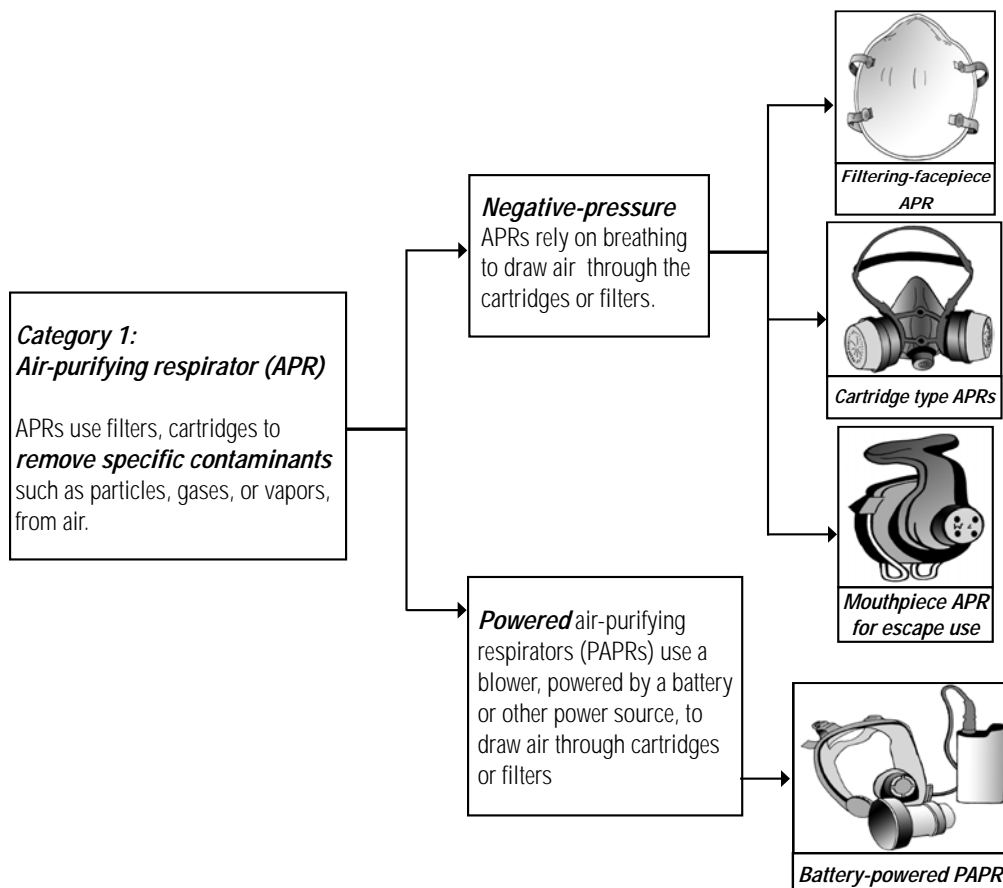 Category 1:
Air-purifying respirator (APR)
APRs use filters, cartridges to
remove specific contaminants
such as particles, gases, or vapors,
from air.
Negative-pressure
APRs rely on breathing
to draw air through the
cartridges or filters.
Powered air-purifying
respirators (PAPRs) use a
blower, powered by a battery
or other power source, to
draw air through cartridges
or filters
Filtering-facepiece
APR
Cartridge type APRs
Mouthpiece APR
for escape use
Battery-powered PAPR